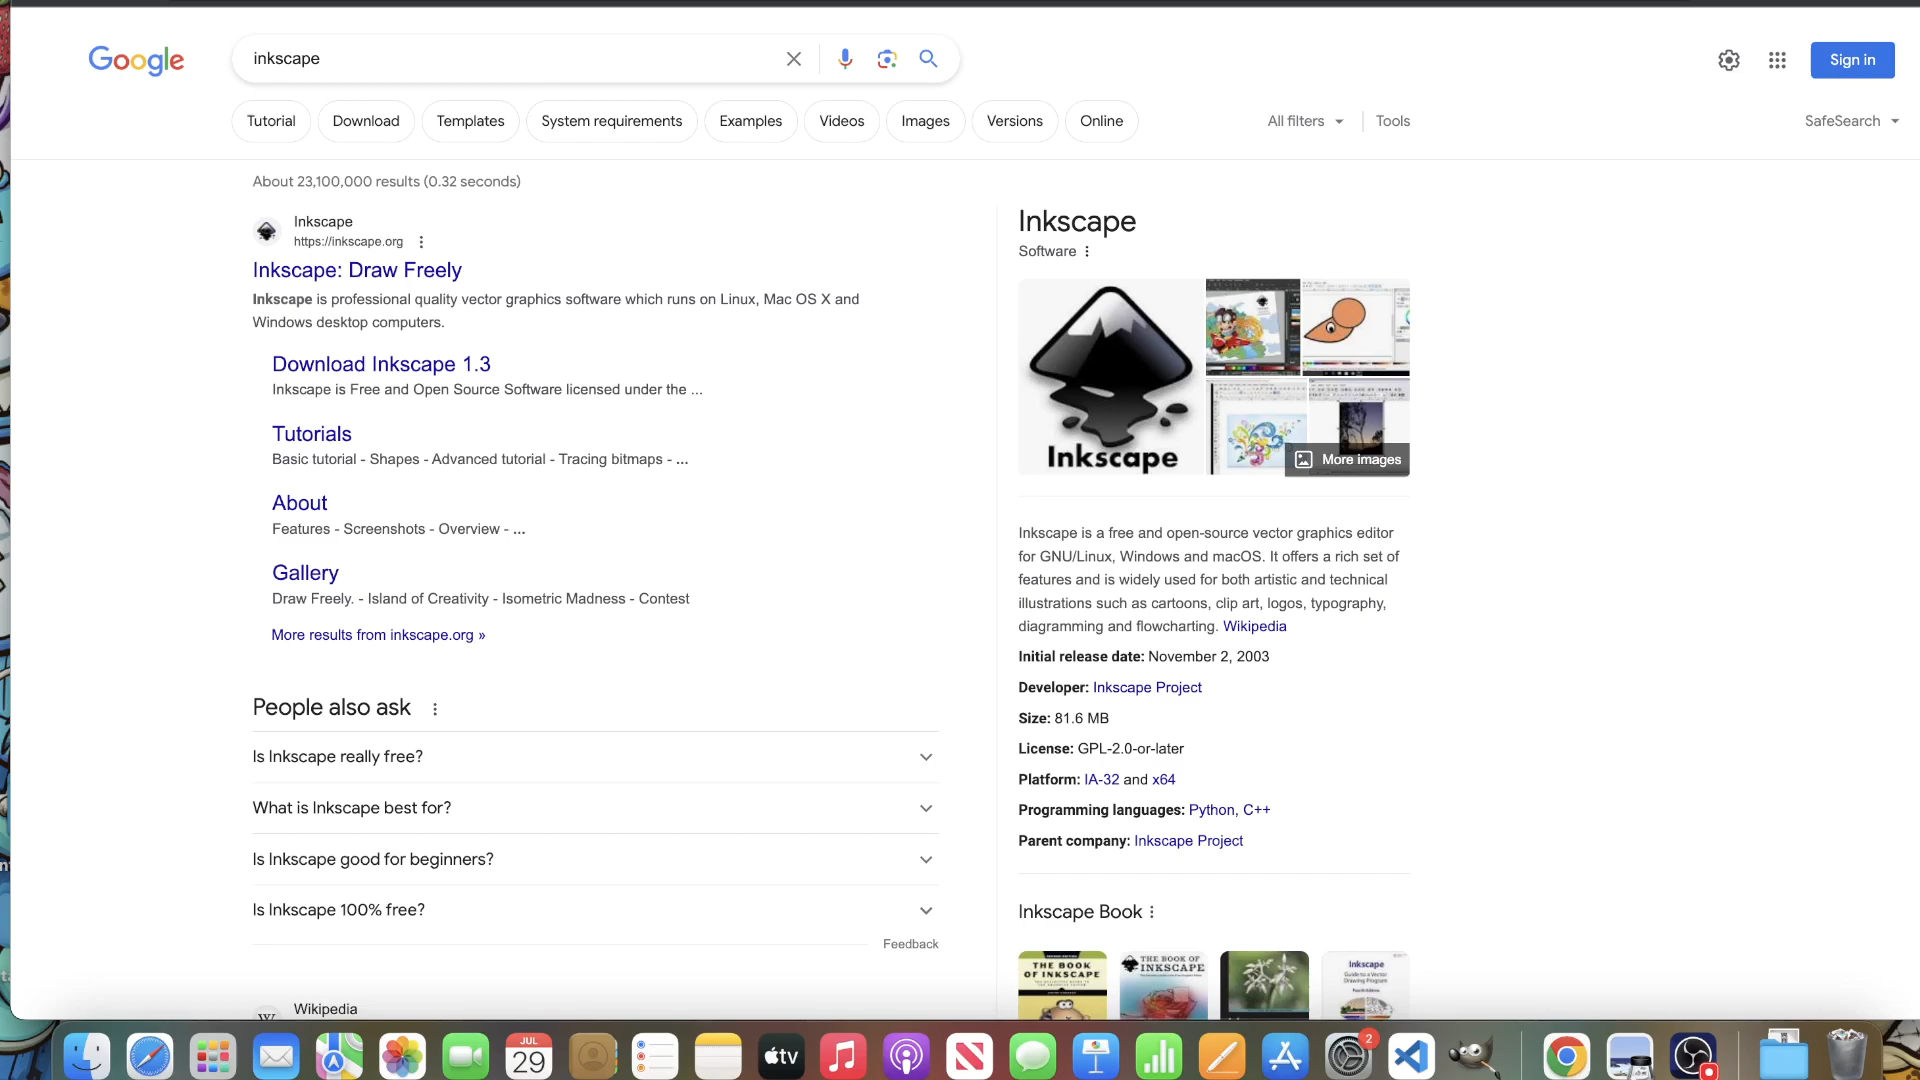 Google
inkscape
Sign in
Tutorial
Download
Templates
System requirements
Examples
Videos
Images
Versions
Online
All filters
Tools
SafeSearch
About 23,100,000 results (0.32 seconds)
Inkscape
https://inkscape.org
Inkscape: Draw Freely
Inkscape is professional quality vector graphics software which runs on Linux, Mac OS X and
Windows desktop computers.
Download Inkscape 1.3
Inkscape is Free and Open Source Software licensed under the ...
Tutorials
Basic tutorial - Shapes - Advanced tutorial - Tracing bitmaps - ...
About
Features - Screenshots - Overview - ...
Gallery
Draw Freely. - Island of Creativity - Isometric Madness - Contest
More results from inkscape.org »
People also ask
Is Inkscape really free?
What is Inkscape best for?
Is Inkscape good for beginners?
Is Inkscape 100% free?
Feedback
Wikipedia
W
Inkscape
Software
Inkscape
More images
Inkscape is a free and open-source vector graphics editor
for GNU/Linux, Windows and macOS. It offers a rich set of
features and is widely used for both artistic and technical
illustrations such as cartoons, clip art, logos, typography,
diagramming and flowcharting. Wikipedia
Initial release date: November 2, 2003
Developer: Inkscape Project
Size: 81.6 MB
License: GPL-2.0-or-later
Platform: IA-32 and x64
Programming languages: Python, C++
Parent company: Inkscape Project
Inkscape Book
THE BOOK
OF INKSCAPE
THE BOOK OF
INKSCAPE
Inkscape
Guide to a Vector
Drawing Program
JUL
29
tv
2